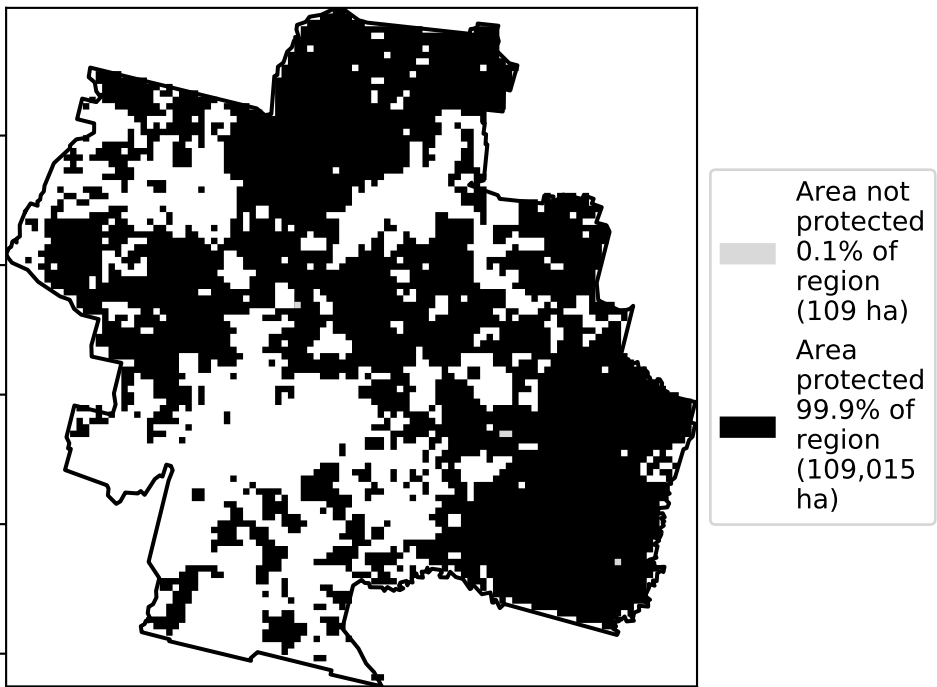 Area not
protected
0.1% of
region
(109 ha)
Area
protected
99.9% of
region
(109,015
ha)